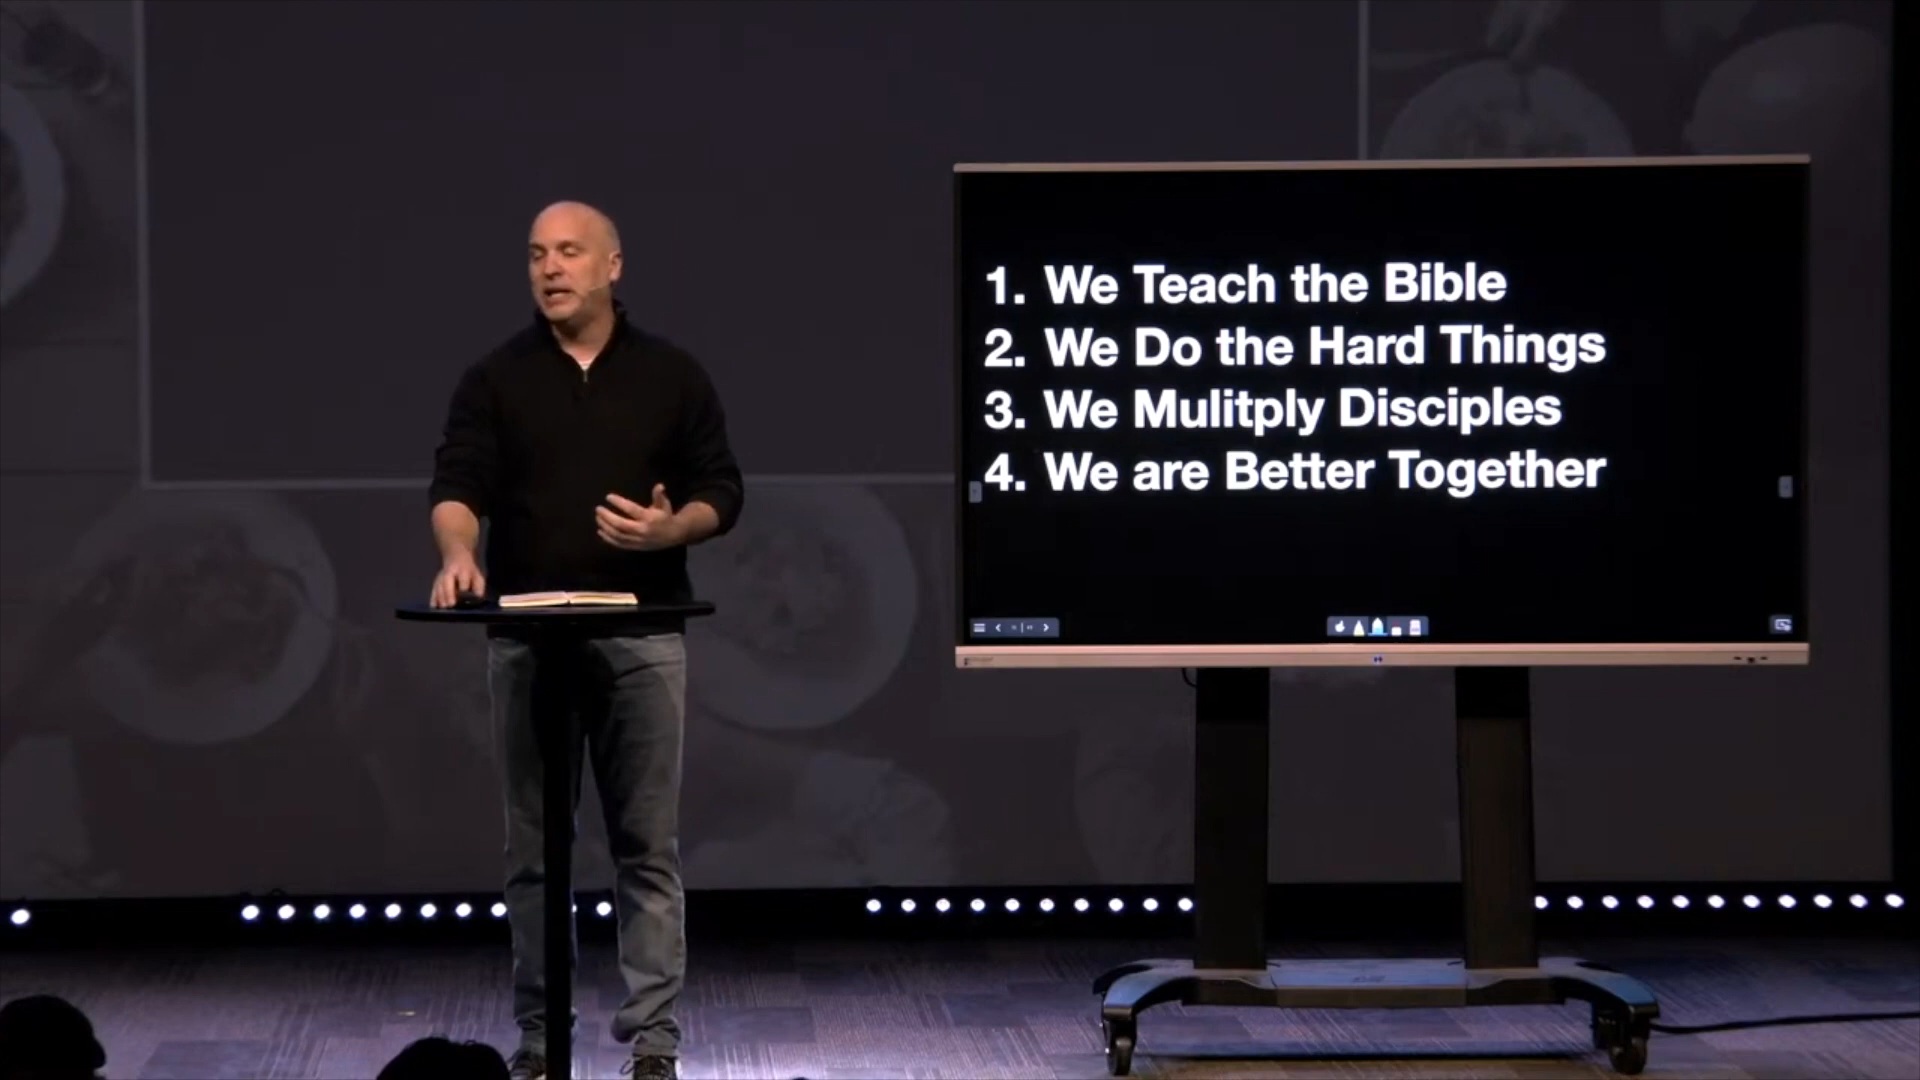 1. We Teach the Bible
2. We Do the Hard Things
3. We Mulitply Disciples
4. We are Better Together